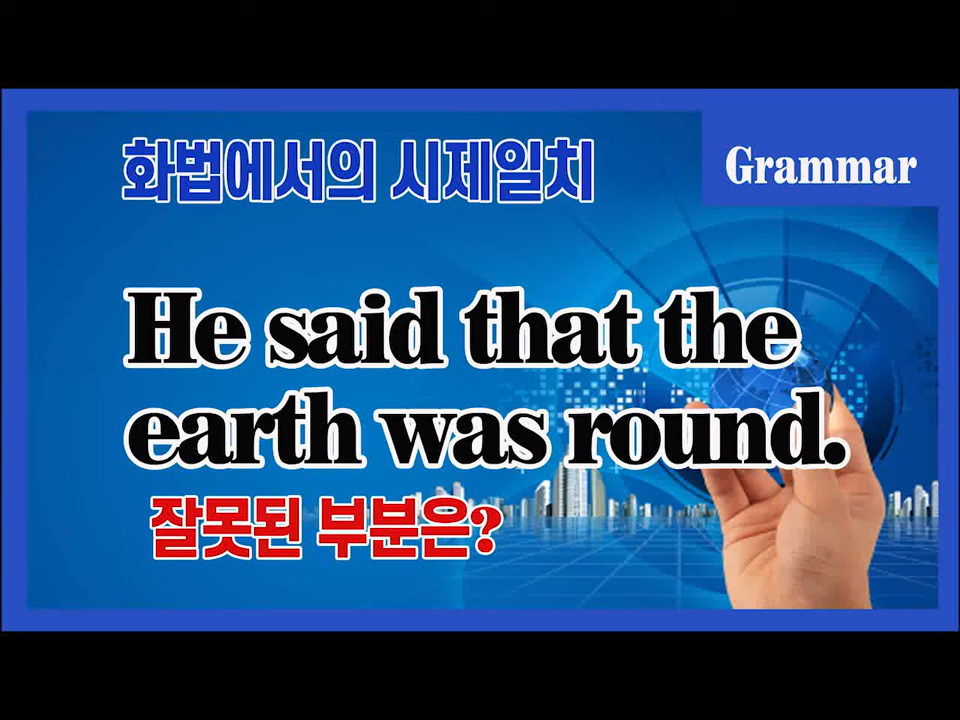 화법에서의 시제일치
Grammar
He said that the
earth was round.
잘못된 부분은?